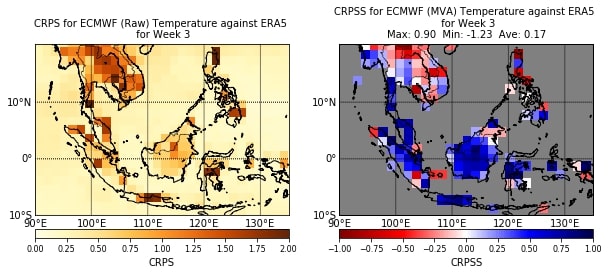 CRPS for ECMWF (Raw) Temperature against ERA5
for Week 3
10°N
0°
10°S
90°E 100°E 110°E 120°E 130°E
0.00 0.25 0.50 0.75 1.00 1.25 1.50 1.75 2.00
CRPS
CRPSS for ECMWF (MVA) Temperature against ERA5
for Week 3
Max: 0.90 Min: -1.23 Ave: 0.17
10°N
0°
10°S
90°E 100°E 110°E 120°E 130°E
−1.00 −0.75 −0.50 −0.25 0.00 0.25 0.50 0.75 1.00
CRPSS